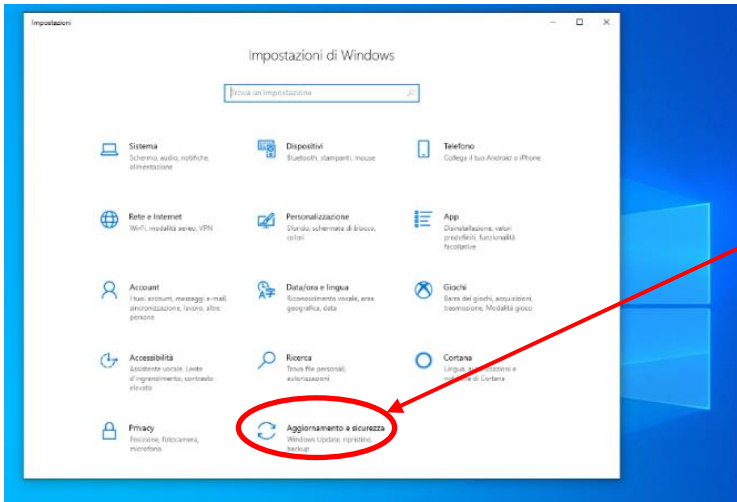 Impostazioni
Impostazioni di Windows
Trova un'impostazione
Sistema
Schermo, audio, notifiche,
alimentazione
Dispositivi
Bluetooth, stampanti, mouse
Telefono
Collega il tuo Android o iPhone
Rete e Internet
Wi-Fi, modalità aereo, VPN
Personalizzazione
Sfondo, schermata di blocco,
colori
App
Disinstallazione, valori
predefiniti, funzionalità
facoltative
Account
I tuoi account, messaggi e-mail,
sincronizzazione, lavoro, altre
persone
Data/ora e lingua
Riconoscimento vocale, area
geografica, data
Giochi
Barra dei giochi, acquisizioni,
trasmissione, Modalità gioco
Accessibilità
Assistente vocale, Lente
d'ingrandimento, contrasto
elevato
Ricerca
Trova file personali,
autorizzazioni
Cortana
Lingua, autorizzazioni e
notifiche di Cortana
Privacy
Posizione, fotocamera,
microfono
Aggiornamento e sicurezza
Windows Update, ripristino,
backup